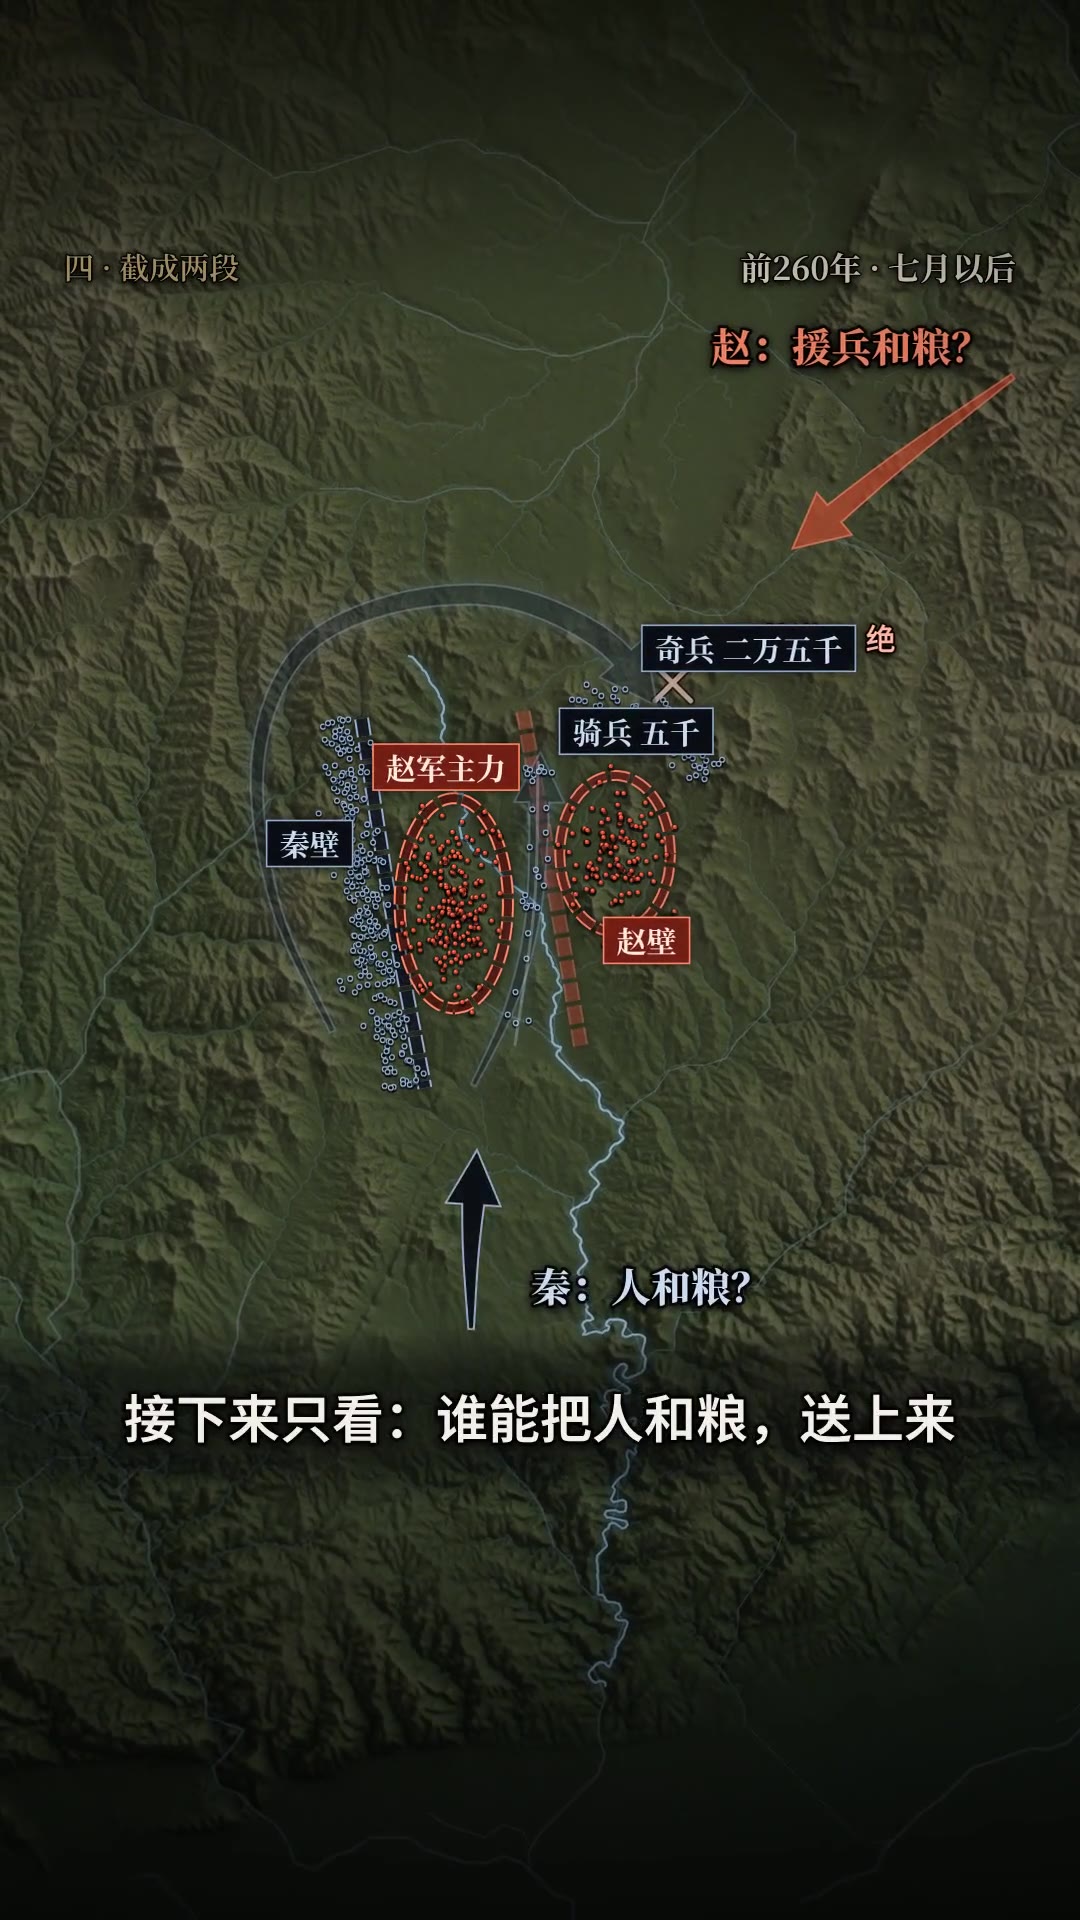 四·截成两段
前260年·七月以后
赵：援兵和粮？
奇兵 二万五千
绝
骑兵 五千
赵军主力
秦壁
赵壁
秦：人和粮？
接下来只看：谁能把人和粮，送上来